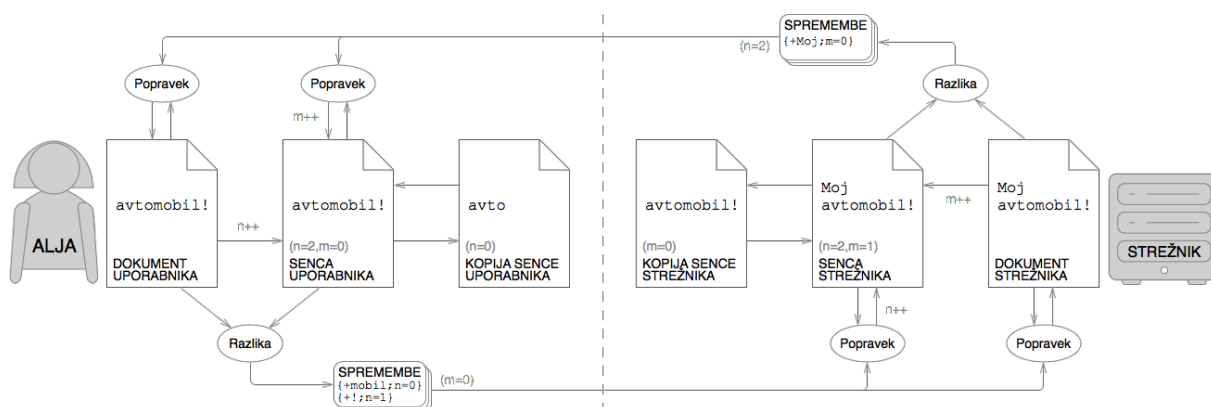 SPREMEMBE
{+Moj;m=0}
(n=2)
Popravek
Popravek
Razlika
m++
avtomobil!
avtomobil!
avto
avtomobil!
Moj
avtomobil!
Moj
avtomobil!
m++
n++
ALJA
(n=2,m=0)
(n=0)
(m=0)
(n=2,m=1)
STREŽNIK
DOKUMENT
UPORABNIKA
SENCA
UPORABNIKA
KOPIJA SENCE
UPORABNIKA
KOPIJA SENCE
STREŽNIKA
SENCA
STREŽNIKA
DOKUMENT
STREŽNIKA
n++
Razlika
Popravek
Popravek
SPREMEMBE
{+mobil;n=0}
{+!;n=1}
(m=0)